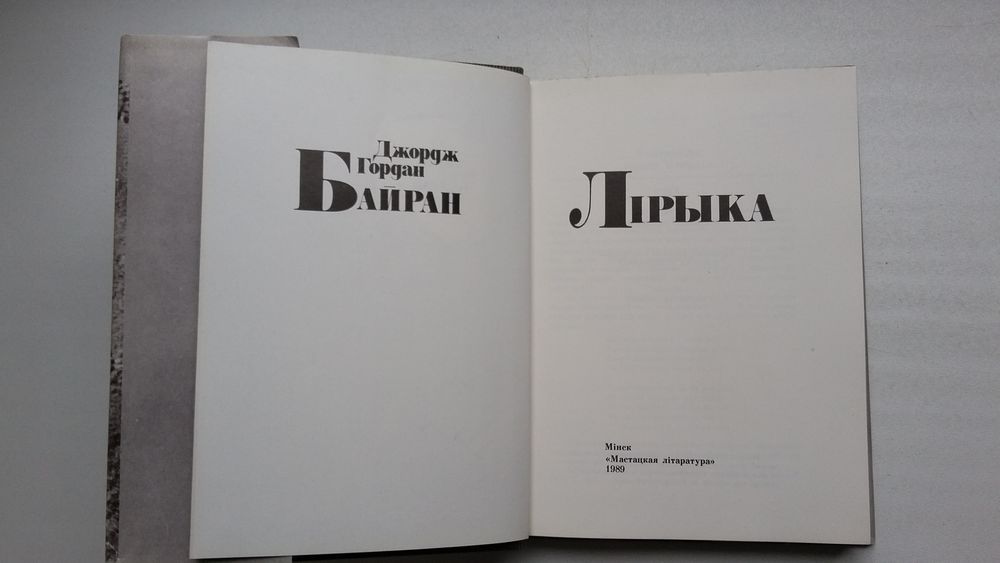 Джордж
Гордан
БАЙРАН
ЛІРЫКА
Мінск
«Мастацкая літаратура»
1989